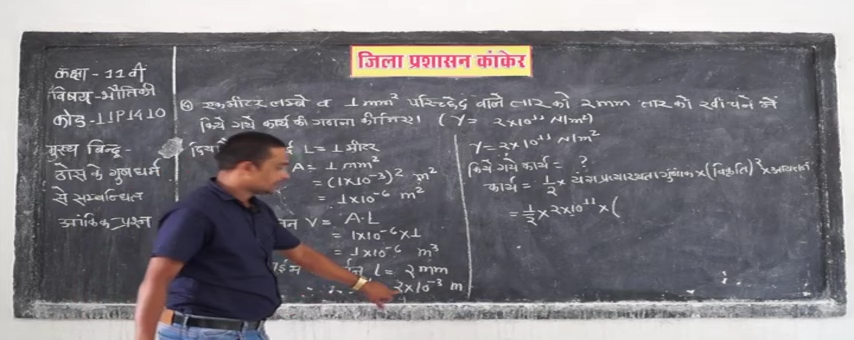 जिला प्रशासन कांकेर
कक्षा - 11वी
विषय - भौतिकी
कोड - 11P1410
मुख्य बिन्दु -
ठोस के गुणधर्म
से सम्बन्धित
आंकिक प्रश्न
एक मीटर लम्बे व 1 mm² परिच्छेद वाले तार को 2 mm तार को खींचने में
किये गये कार्य की गणना कीजिए। (Y = 2×10¹¹ N/m²)
L = 1 मीटर
A = 1 mm²
= (1×10⁻³)² m²
= 1×10⁻⁶ m²
V = A·L
= 1×10⁻⁶×1
= 1×10⁻⁶ m³
l = 2 mm
2×10⁻³ m
Y = 2×10¹¹ N/m²
किये गये कार्य = ?
कार्य = 1/2 × यंग प्रत्यास्थता गुणांक × (विकृति)² × आयतन
= 1/2 × 2×10¹¹ × (